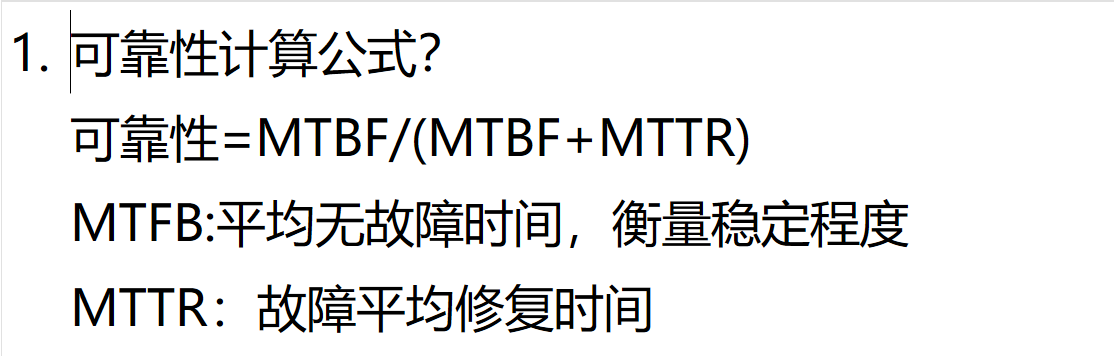 1. 可靠性计算公式?
可靠性=MTBF/(MTBF+MTTR)
MTFB:平均无故障时间，衡量稳定程度
MTTR：故障平均修复时间